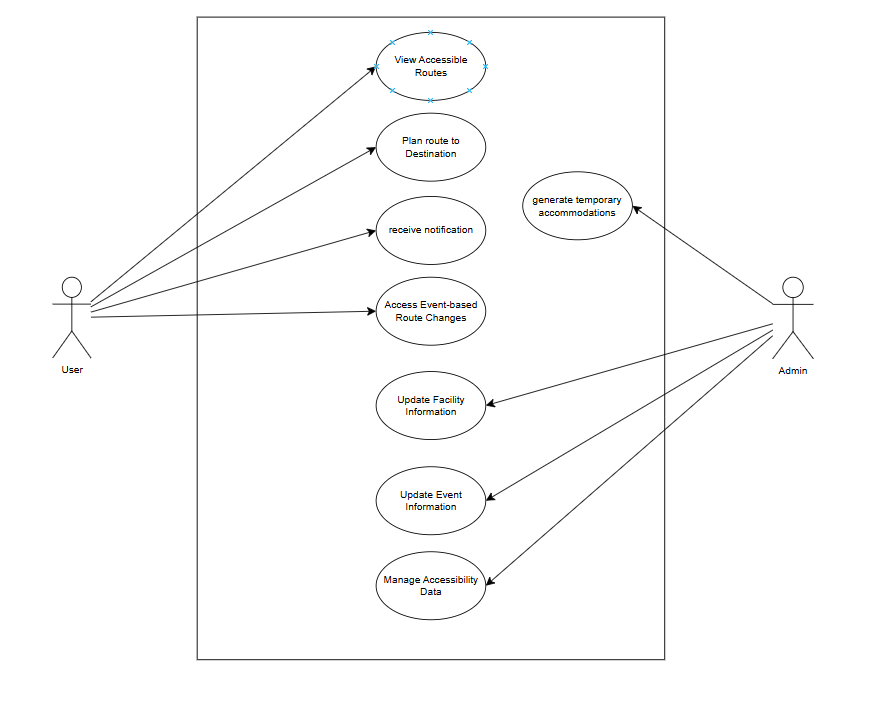 View Accessible
Routes
Plan route to
Destination
generate temporary
accommodations
receive notification
Access Event-based
Route Changes
User
Admin
Update Facility
Information
Update Event
Information
Manage Accessibility
Data